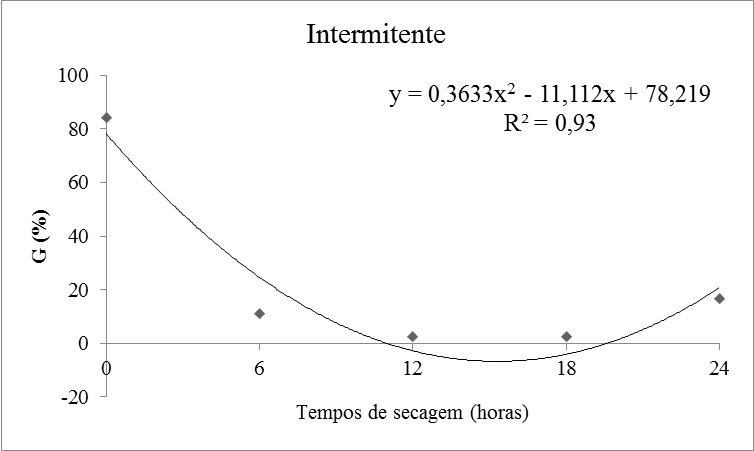 Intermitente
y = 0,3633x² - 11,112x + 78,219
R² = 0,93
100
80
60
40
20
0
-20
G (%)
0 6 12 18 24
Tempos de secagem (horas)